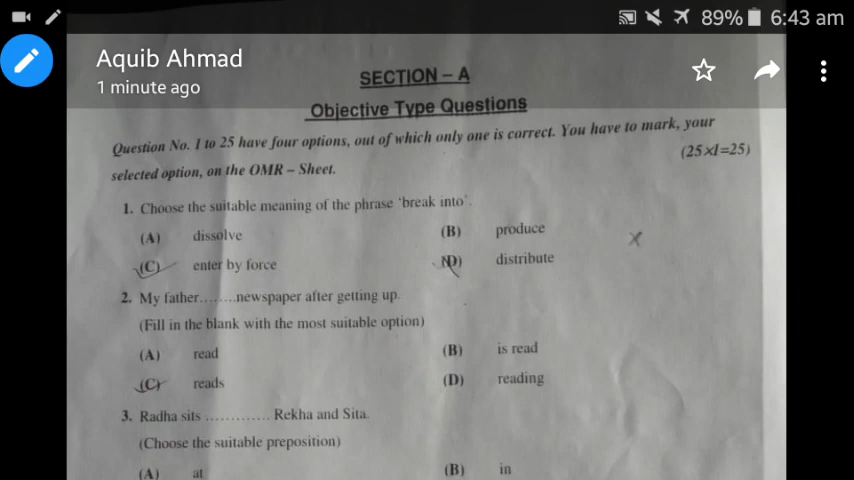 89% 6:43 am
Aquib Ahmad
1 minute ago
SECTION – A
Objective Type Questions
Question No. 1 to 25 have four options, out of which only one is correct. You have to mark, your
selected option, on the OMR – Sheet. (25×1=25)
1. Choose the suitable meaning of the phrase 'break into'.
(A) dissolve (B) produce
(C) enter by force (D) distribute
2. My father........newspaper after getting up.
(Fill in the blank with the most suitable option)
(A) read (B) is read
(C) reads (D) reading
3. Radha sits ............. Rekha and Sita.
(Choose the suitable preposition)
(A) at (B) in